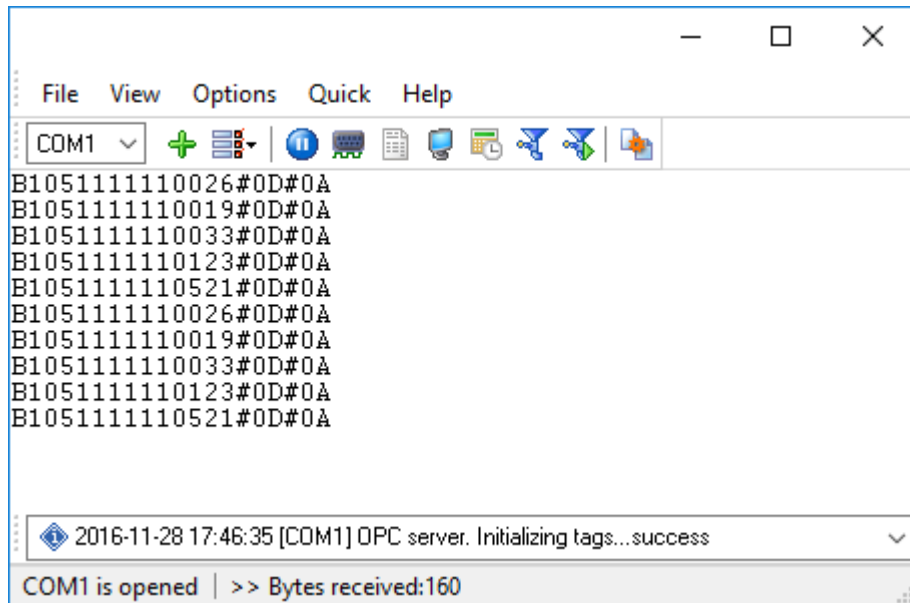 File View Options Quick Help
COM1
B1051111110026#0D#0A
B1051111110019#0D#0A
B1051111110033#0D#0A
B1051111110123#0D#0A
B1051111110521#0D#0A
B1051111110026#0D#0A
B1051111110019#0D#0A
B1051111110033#0D#0A
B1051111110123#0D#0A
B1051111110521#0D#0A
2016-11-28 17:46:35 [COM1] OPC server. Initializing tags...success
COM1 is opened >> Bytes received:160